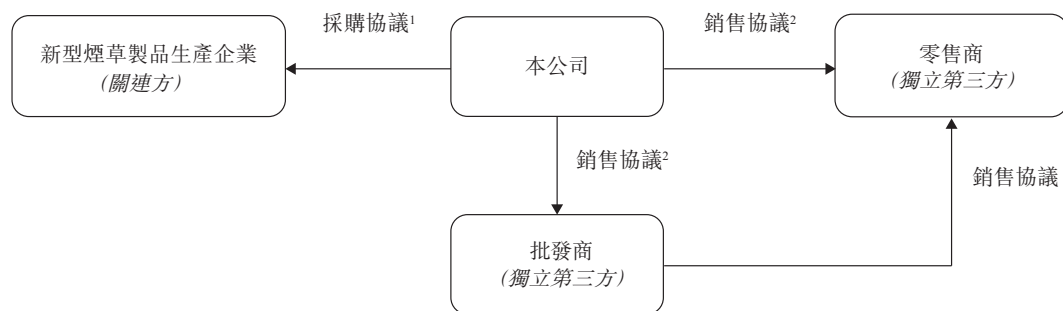 採購協議¹
銷售協議²
新型煙草製品生產企業
(關連方)
本公司
零售商
(獨立第三方)
銷售協議²
銷售協議
批發商
(獨立第三方)